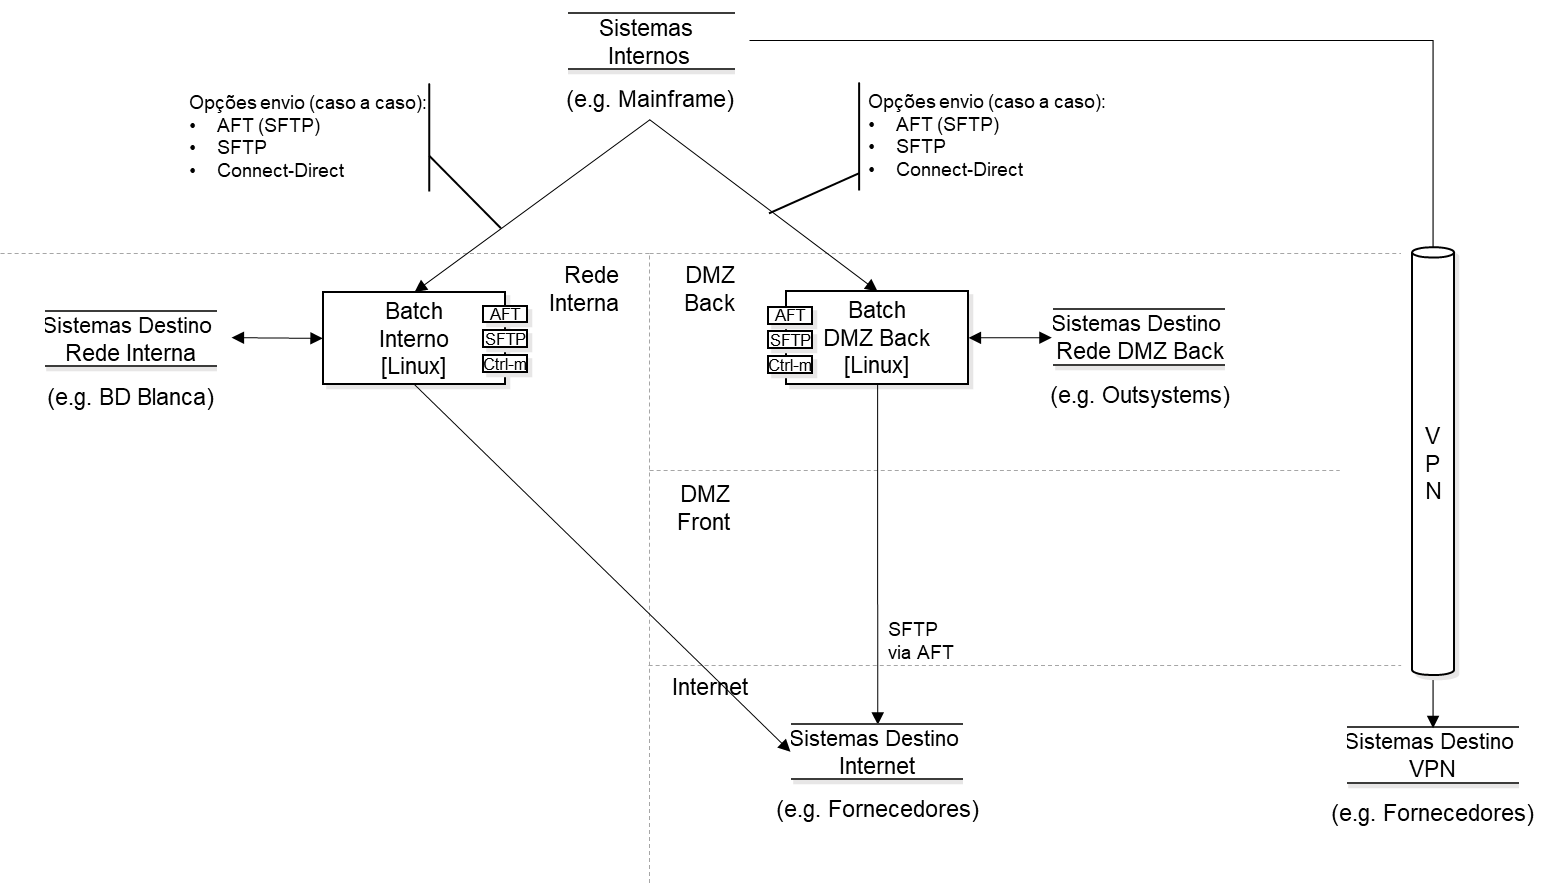 Sistemas
Internos
(e.g. Mainframe)
Opções envio (caso a caso):
• AFT (SFTP)
• SFTP
• Connect-Direct
Opções envio (caso a caso):
• AFT (SFTP)
• SFTP
• Connect-Direct
Rede
Interna
DMZ
Back
Sistemas Destino
Rede Interna
(e.g. BD Blanca)
Batch
Interno
[Linux]
AFT
SFTP
Ctrl-m
AFT
SFTP
Ctrl-m
Batch
DMZ Back
[Linux]
Sistemas Destino
Rede DMZ Back
(e.g. Outsystems)
V
P
N
DMZ
Front
SFTP
via AFT
Internet
Sistemas Destino
Internet
(e.g. Fornecedores)
Sistemas Destino
VPN
(e.g. Fornecedores)